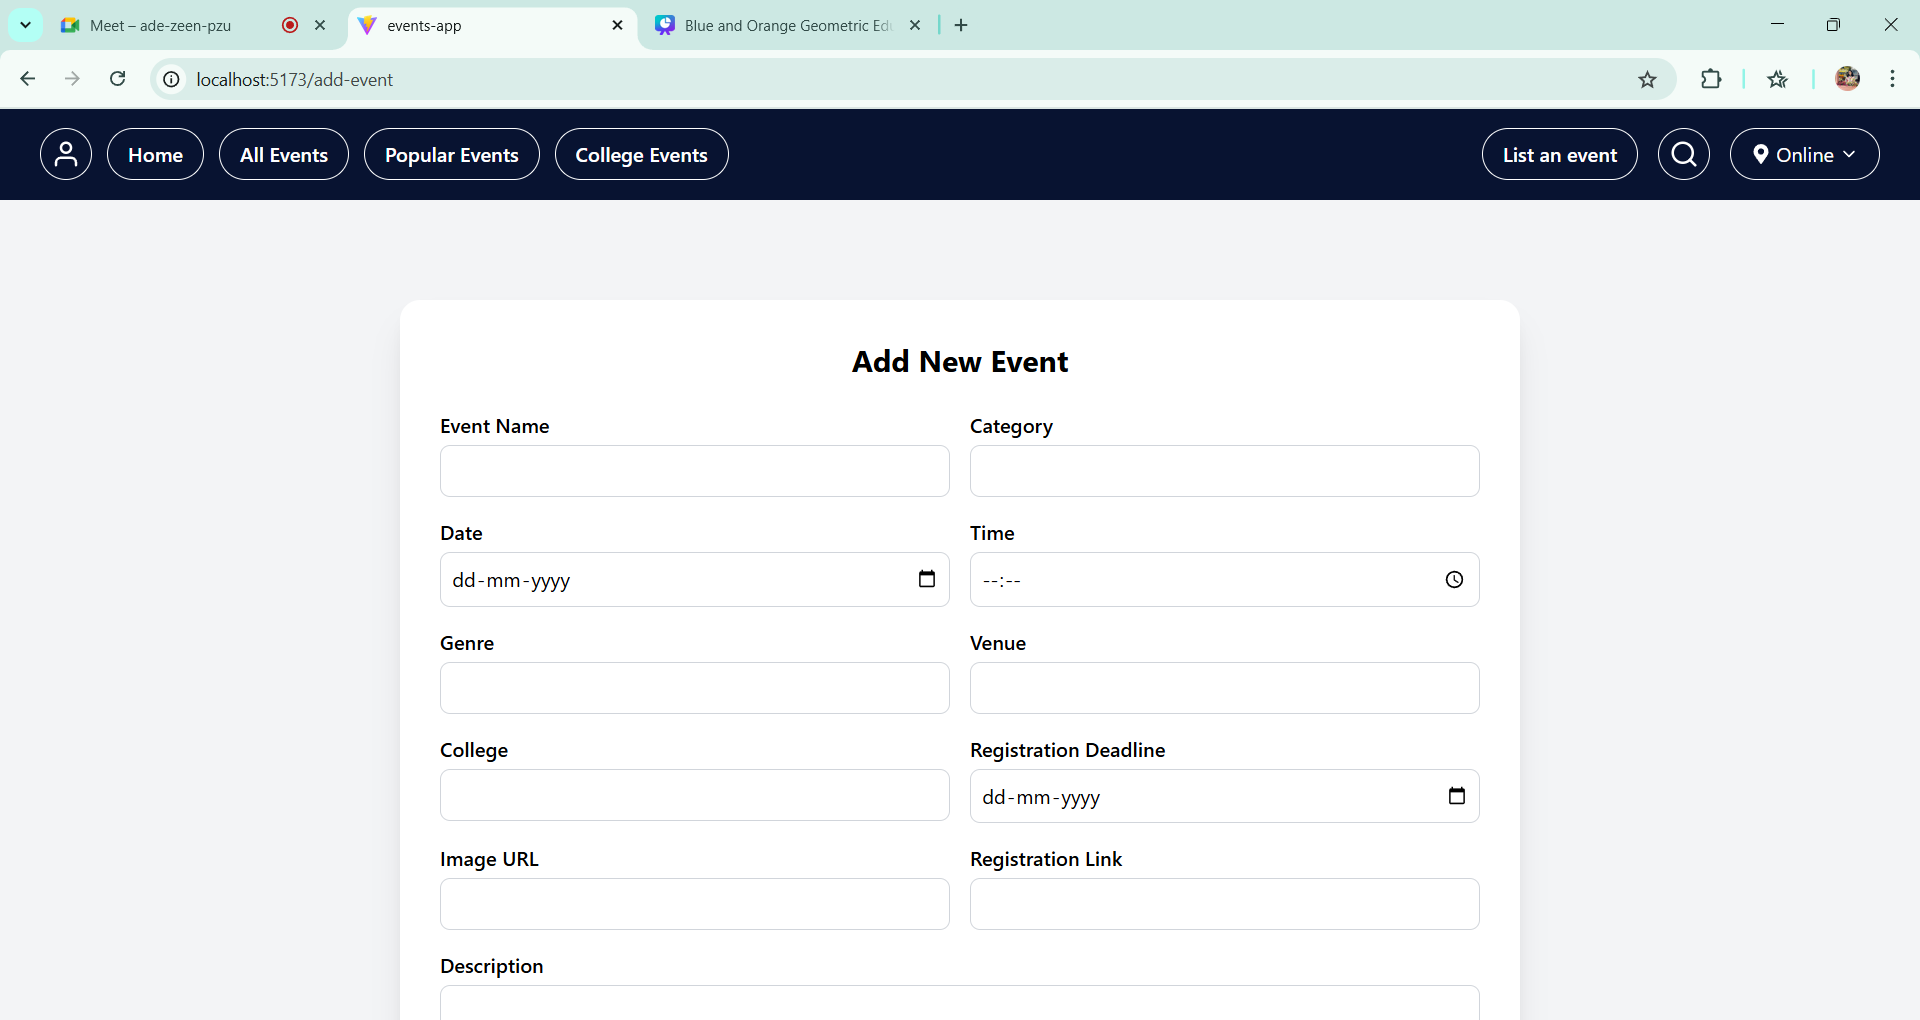 Meet – ade-zeen-pzu
events-app
Blue and Orange Geometric Edu
localhost:5173/add-event
Home
All Events
Popular Events
College Events
List an event
Online
Add New Event
Event Name
Category
Date
Time
dd-mm-yyyy
--:--
Genre
Venue
College
Registration Deadline
dd-mm-yyyy
Image URL
Registration Link
Description